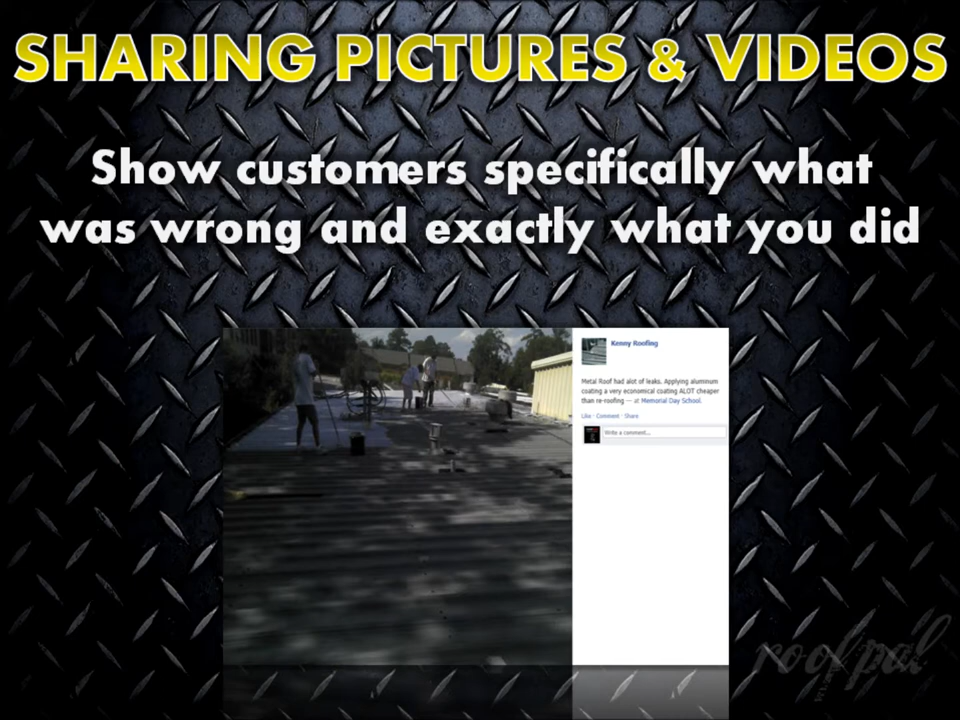 SHARING PICTURES & VIDEOS
Show customers specifically what
was wrong and exactly what you did
Kenny Roofing
Metal Roof had alot of leaks. Applying aluminum
coating a very economical coating ALOT cheaper
than re-roofing — at Memorial Day School.
Like · Comment · Share
Write a comment...
roofpal